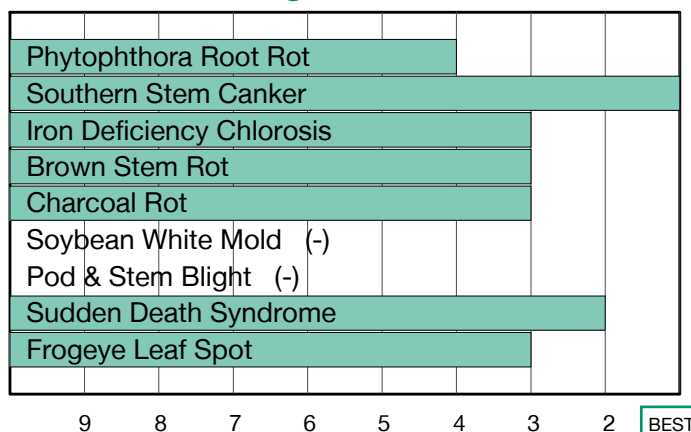 Phytophthora Root Rot
Southern Stem Canker
Iron Deficiency Chlorosis
Brown Stem Rot
Charcoal Rot
Soybean White Mold (-)
Pod & Stem Blight (-)
Sudden Death Syndrome
Frogeye Leaf Spot
9 8 7 6 5 4 3 2 BEST